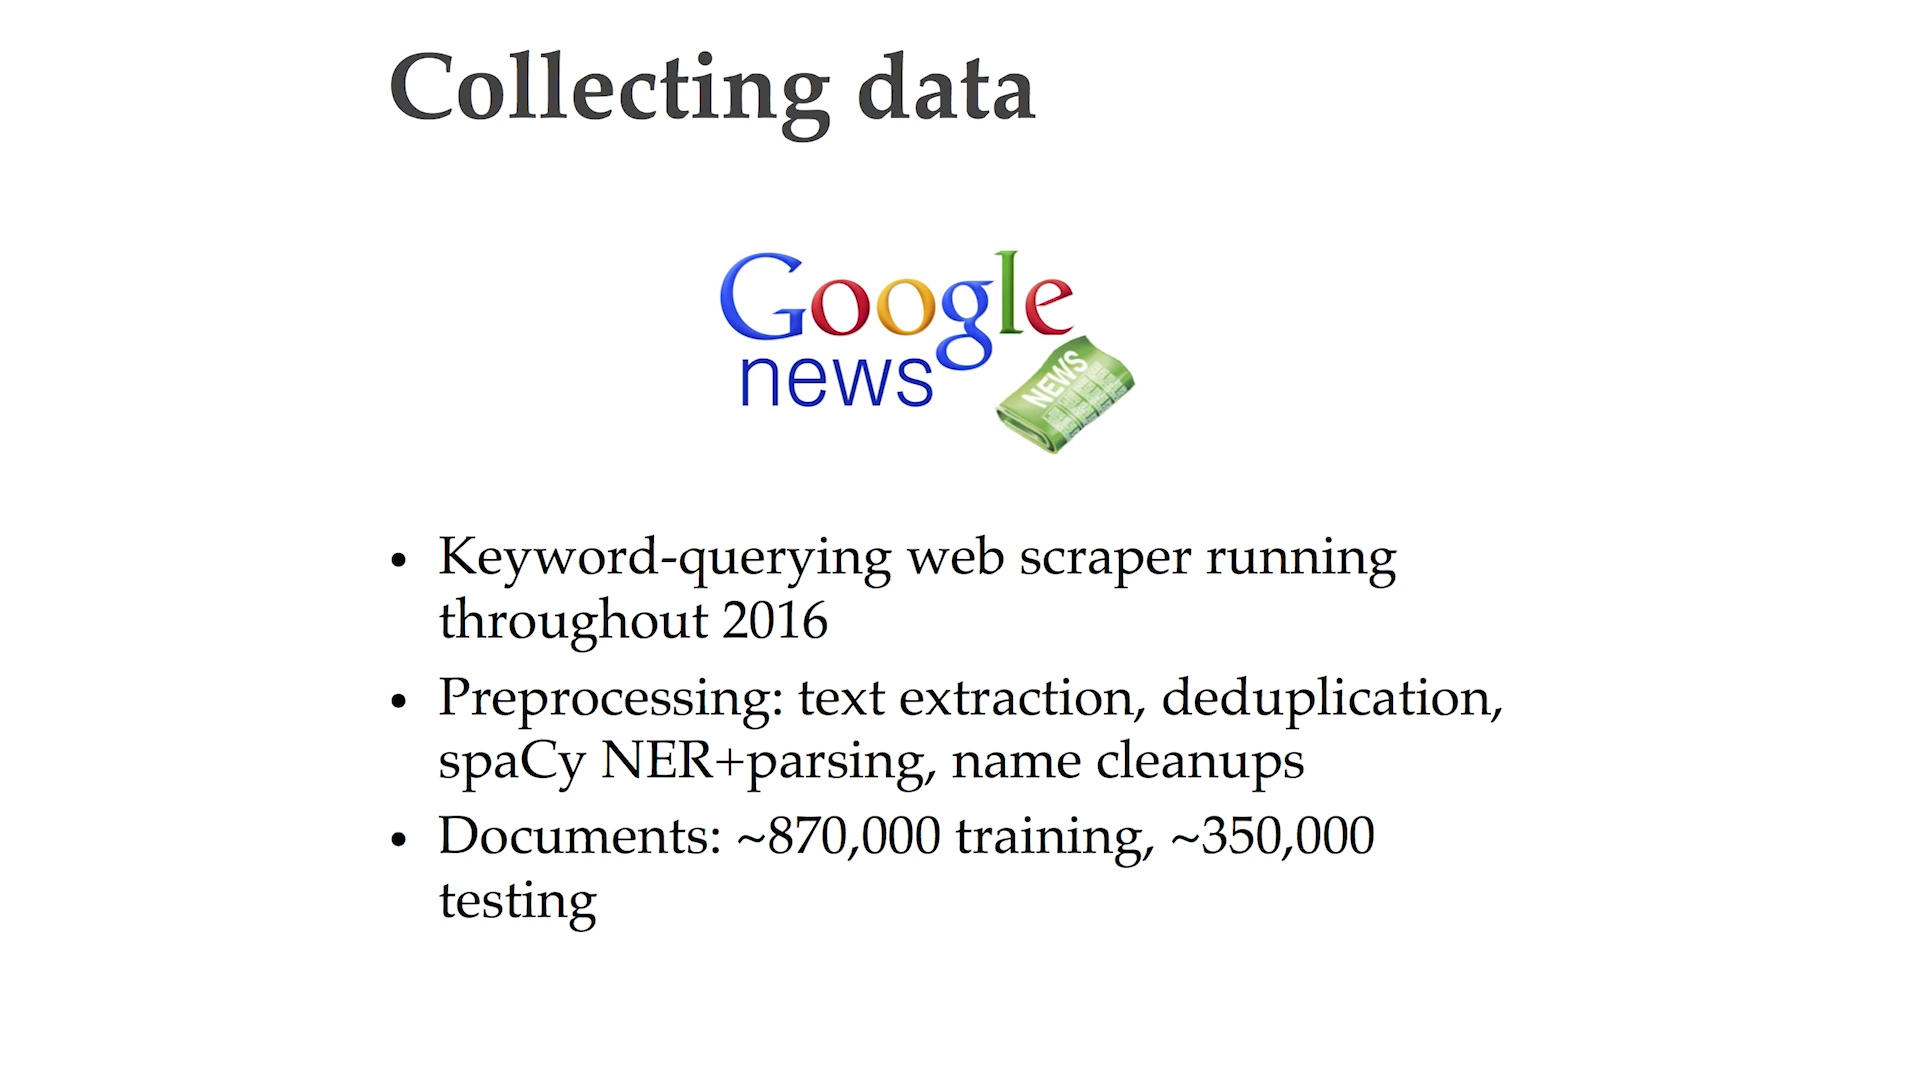 Collecting data
Google
news
NEWS
• Keyword-querying web scraper running
throughout 2016
• Preprocessing: text extraction, deduplication,
spaCy NER+parsing, name cleanups
• Documents: ~870,000 training, ~350,000
testing